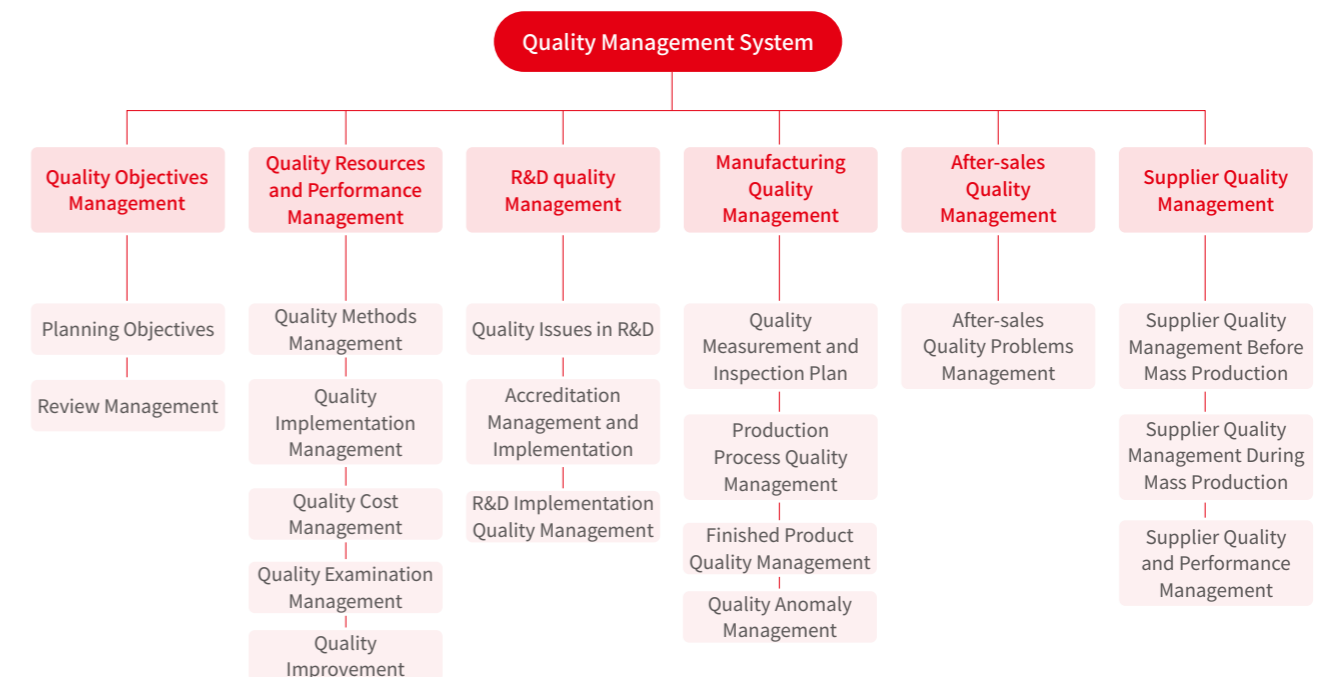 Quality Management System
Quality Objectives
Management
Planning Objectives
Review Management
Quality Resources
and Performance
Management
Quality Methods
Management
Quality
Implementation
Management
Quality Cost
Management
Quality Examination
Management
Quality
Improvement
R&D quality
Management
Quality Issues in R&D
Accreditation
Management and
Implementation
R&D Implementation
Quality Management
Manufacturing
Quality
Management
Quality
Measurement and
Inspection Plan
Production
Process Quality
Management
Finished Product
Quality Management
Quality Anomaly
Management
After-sales
Quality
Management
After-sales
Quality Problems
Management
Supplier Quality
Management
Supplier Quality
Management Before
Mass Production
Supplier Quality
Management During
Mass Production
Supplier Quality
and Performance
Management